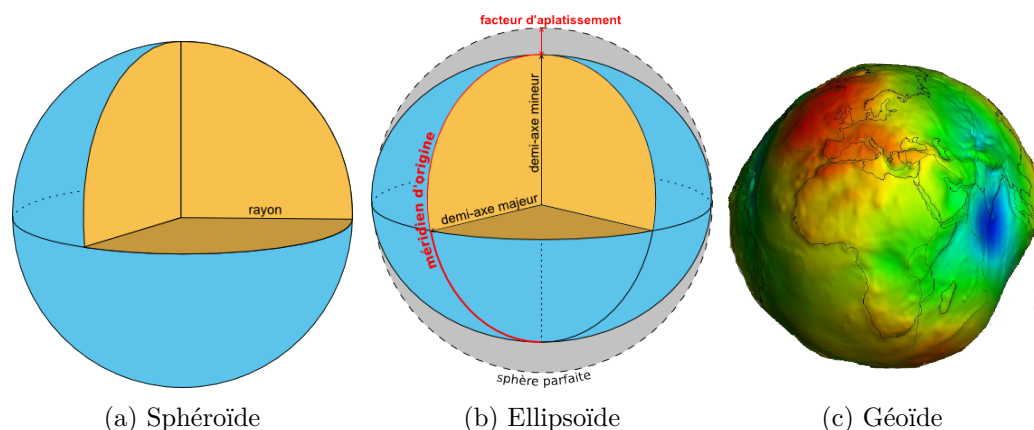 rayon
(a) Sphéroïde
facteur d'aplatissement
demi-axe mineur
méridien d'origine
demi-axe majeur
sphère parfaite
(b) Ellipsoïde
(c) Géoïde